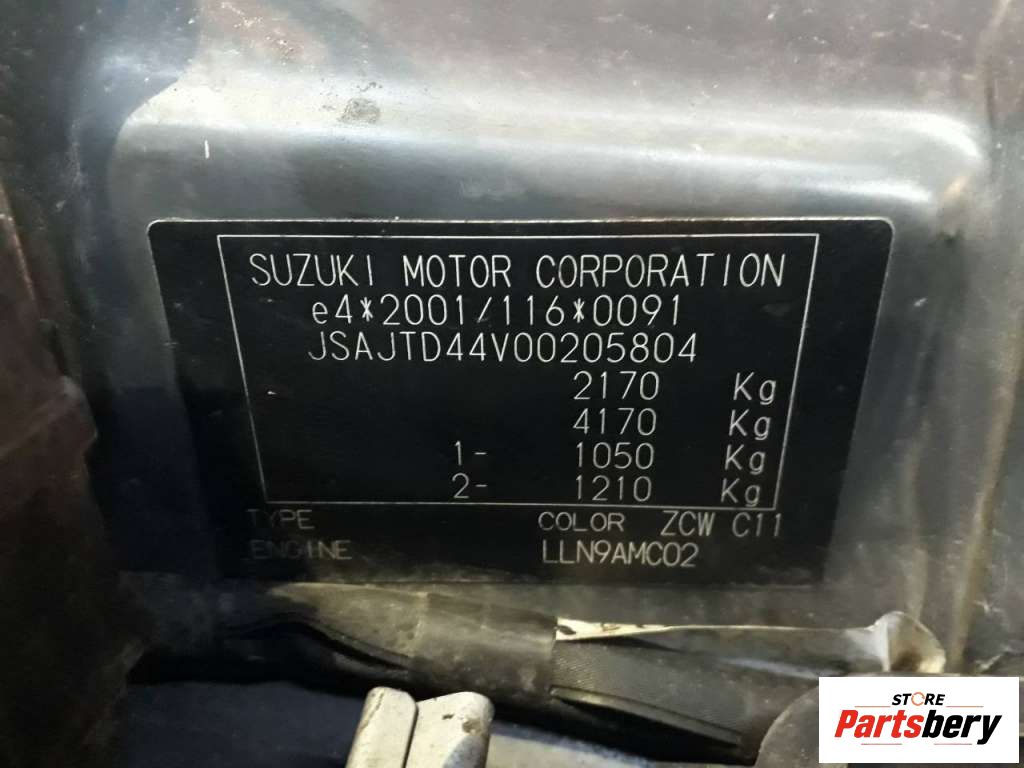 SUZUKI MOTOR CORPORATION
e4*2001/116*0091
JSAJTD44V00205804
2170 Kg
4170 Kg
1- 1050 Kg
2- 1210 Kg
TYPE COLOR ZCW C11
ENGINE LLN9AMC02
STORE
Partsbery